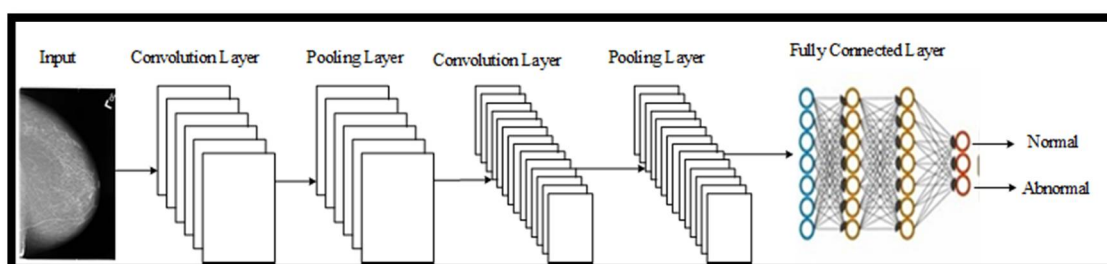 Input
Convolution Layer
Pooling Layer
Convolution Layer
Pooling Layer
Fully Connected Layer
Normal
Abnormal